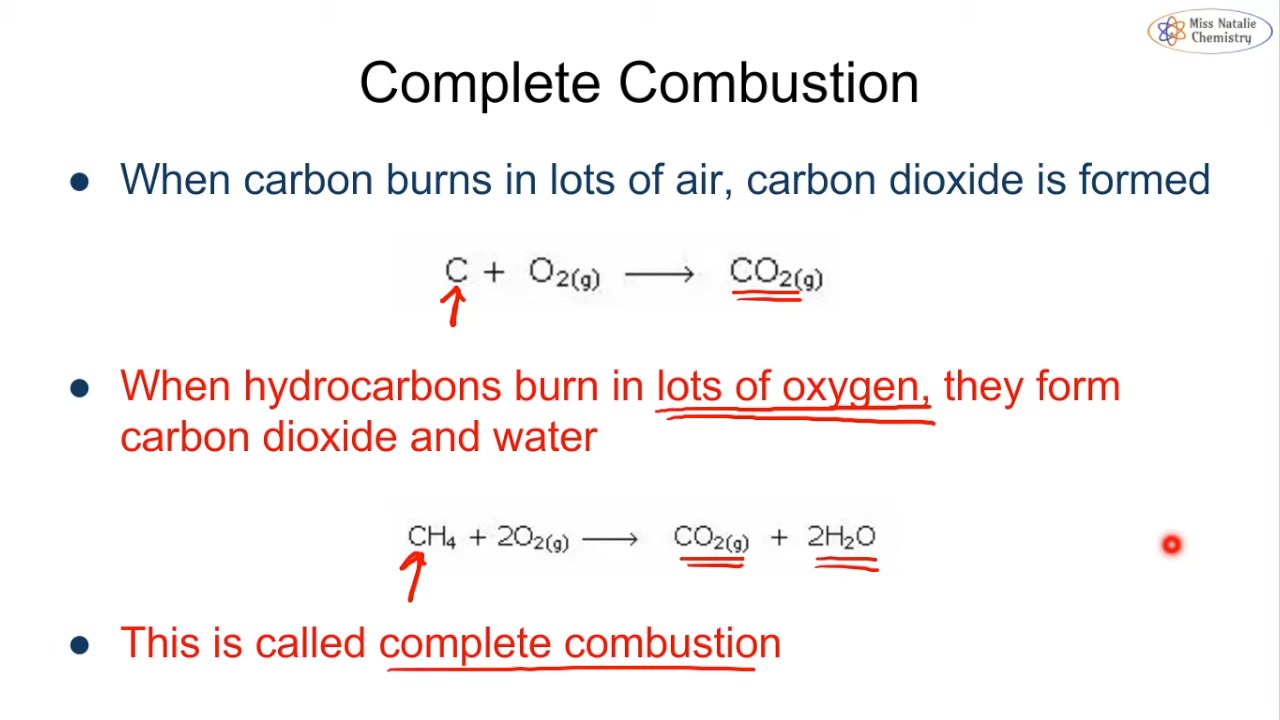 Miss Natalie
Chemistry
Complete Combustion
● When carbon burns in lots of air, carbon dioxide is formed
C + O₂(g) ⟶ CO₂(g)
● When hydrocarbons burn in lots of oxygen, they form
carbon dioxide and water
CH₄ + 2O₂(g) ⟶ CO₂(g) + 2H₂O
● This is called complete combustion